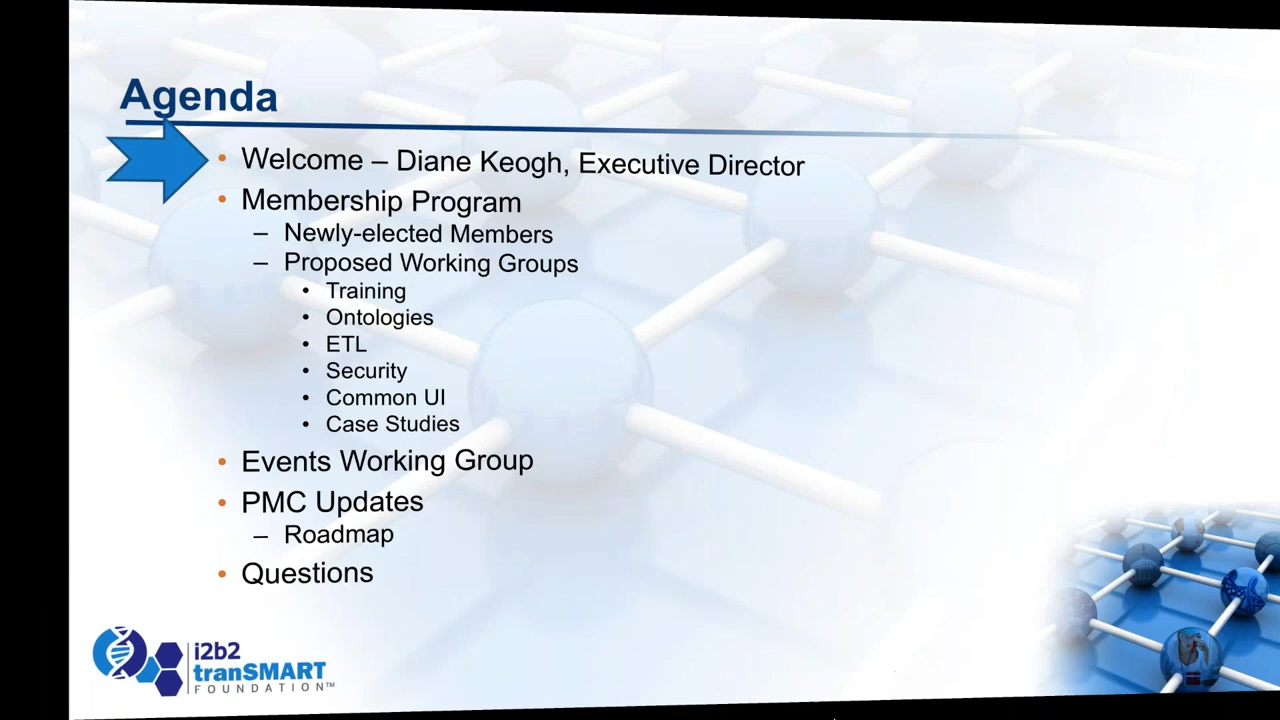 Agenda
• Welcome – Diane Keogh, Executive Director
• Membership Program
– Newly-elected Members
– Proposed Working Groups
• Training
• Ontologies
• ETL
• Security
• Common UI
• Case Studies
• Events Working Group
• PMC Updates
– Roadmap
• Questions
i2b2
tranSMART
FOUNDATION™